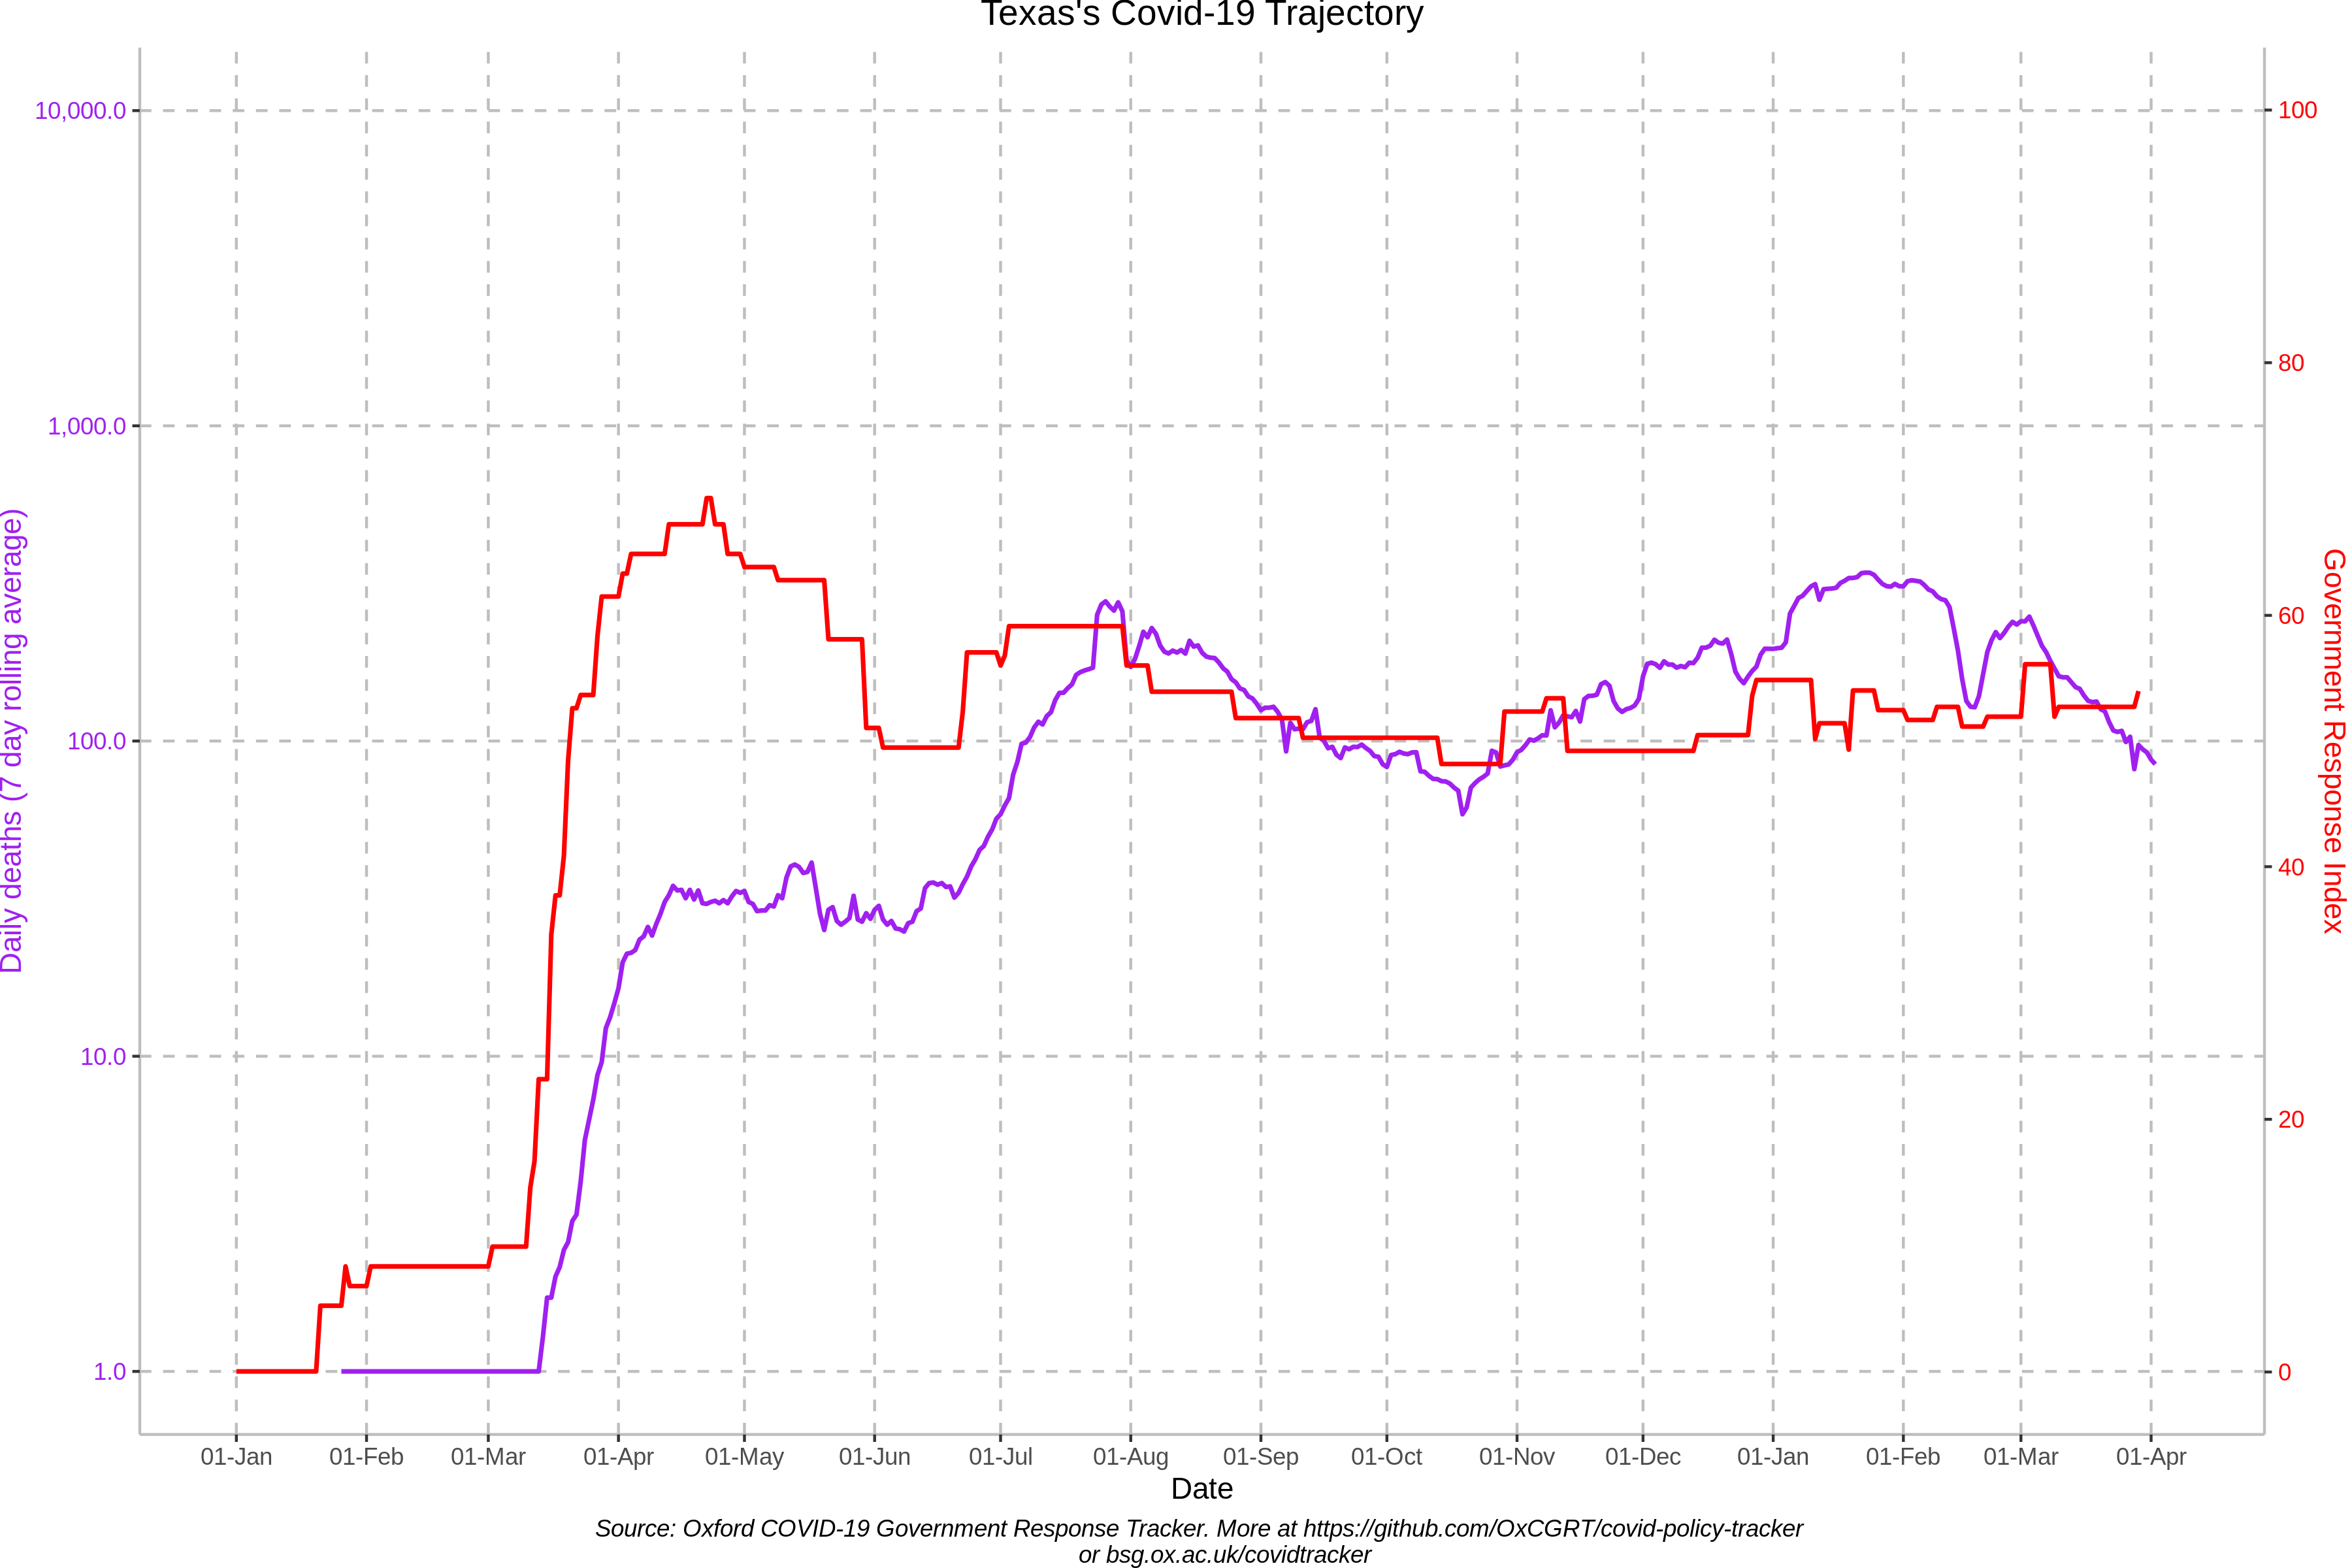 Texas's Covid-19 Trajectory
10,000.0
1,000.0
100.0
10.0
1.0
Daily deaths (7 day rolling average)
100
80
60
40
20
0
Government Response Index
01-Jan 01-Feb 01-Mar 01-Apr 01-May 01-Jun 01-Jul 01-Aug 01-Sep 01-Oct 01-Nov 01-Dec 01-Jan 01-Feb 01-Mar 01-Apr
Date
Source: Oxford COVID-19 Government Response Tracker. More at https://github.com/OxCGRT/covid-policy-tracker
or bsg.ox.ac.uk/covidtracker